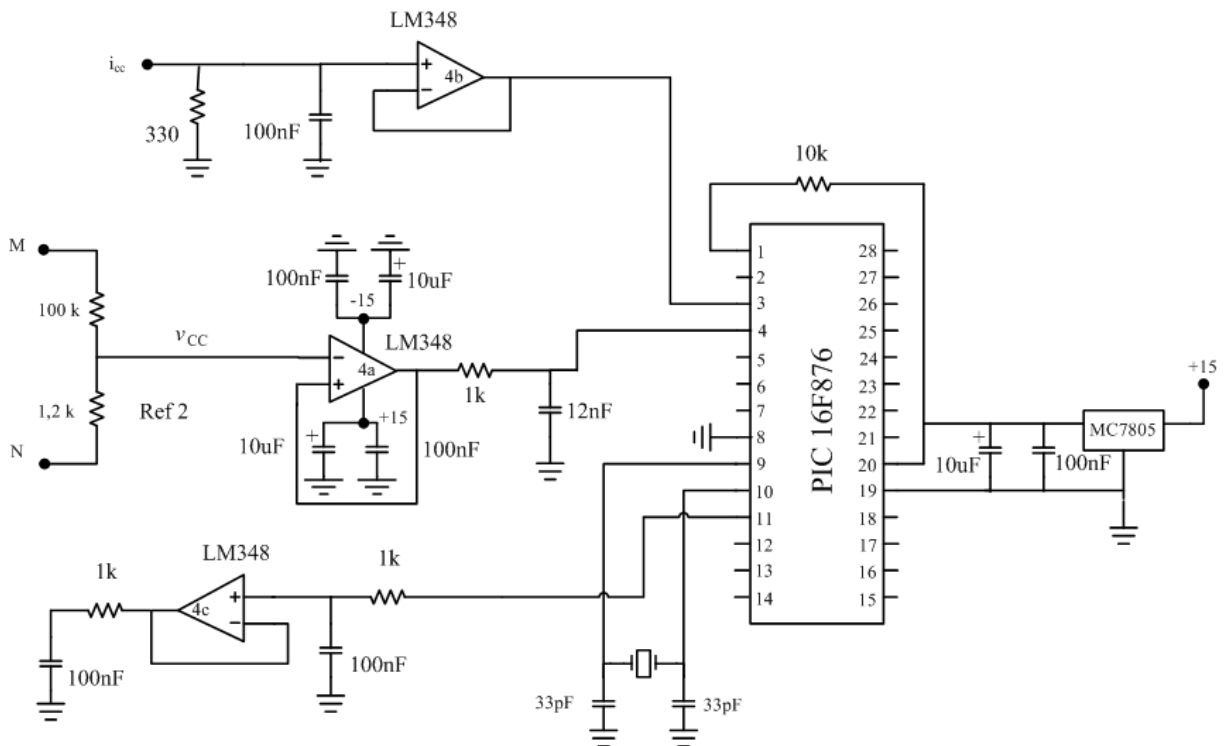 LM348
i_cc
+
4b
−
330
100nF
10k
M
100nF
+
10uF
-15
100 k
v_CC
LM348
−
4a
+
1k
1,2 k
Ref 2
+15
12nF
N
10uF
+
100nF
PIC 16F876
1
2
3
4
5
6
7
8
9
10
11
12
13
14
28
27
26
25
24
23
22
21
20
19
18
17
16
15
+15
MC7805
+
10uF
100nF
LM348
1k
1k
+
4c
−
100nF
100nF
33pF
33pF